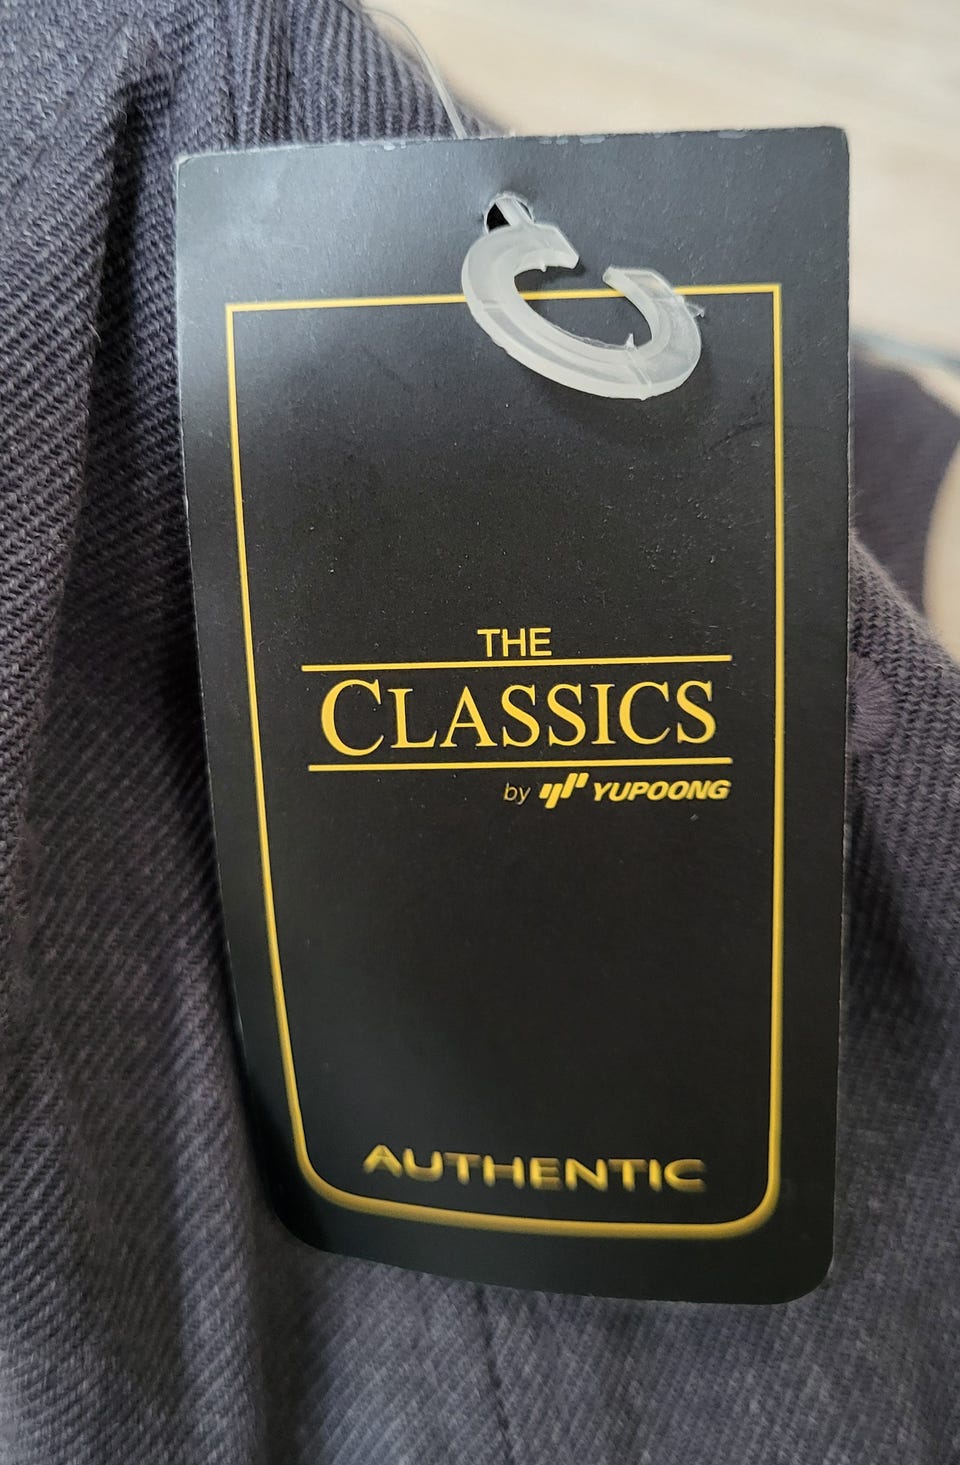 THE
CLASSICS
by YUPOONG
AUTHENTIC